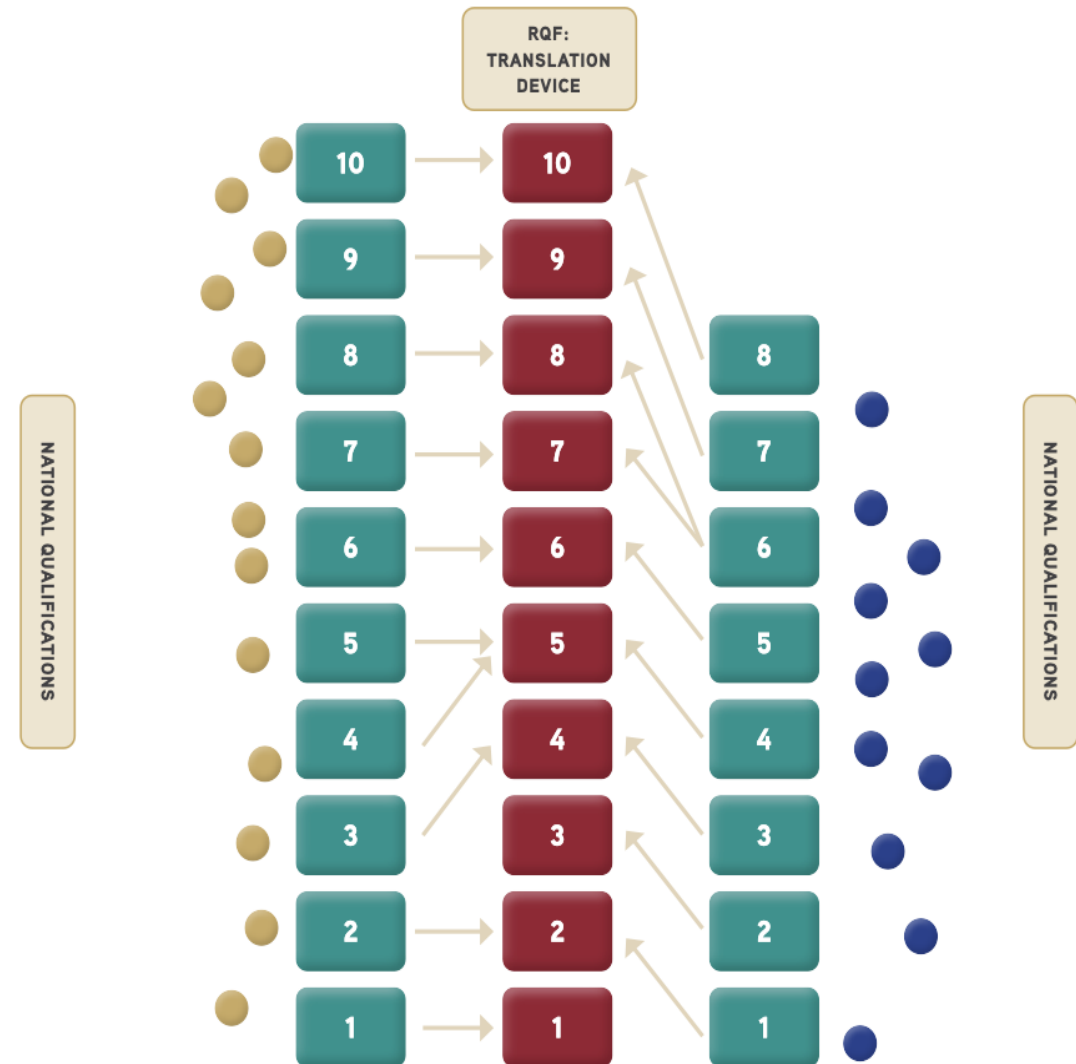 RQF:
TRANSLATION
DEVICE
10 10
9 9
8 8 8
7 7 7
6 6 6
5 5 5
4 4 4
3 3 3
2 2 2
1 1 1
NATIONAL QUALIFICATIONS
NATIONAL QUALIFICATIONS